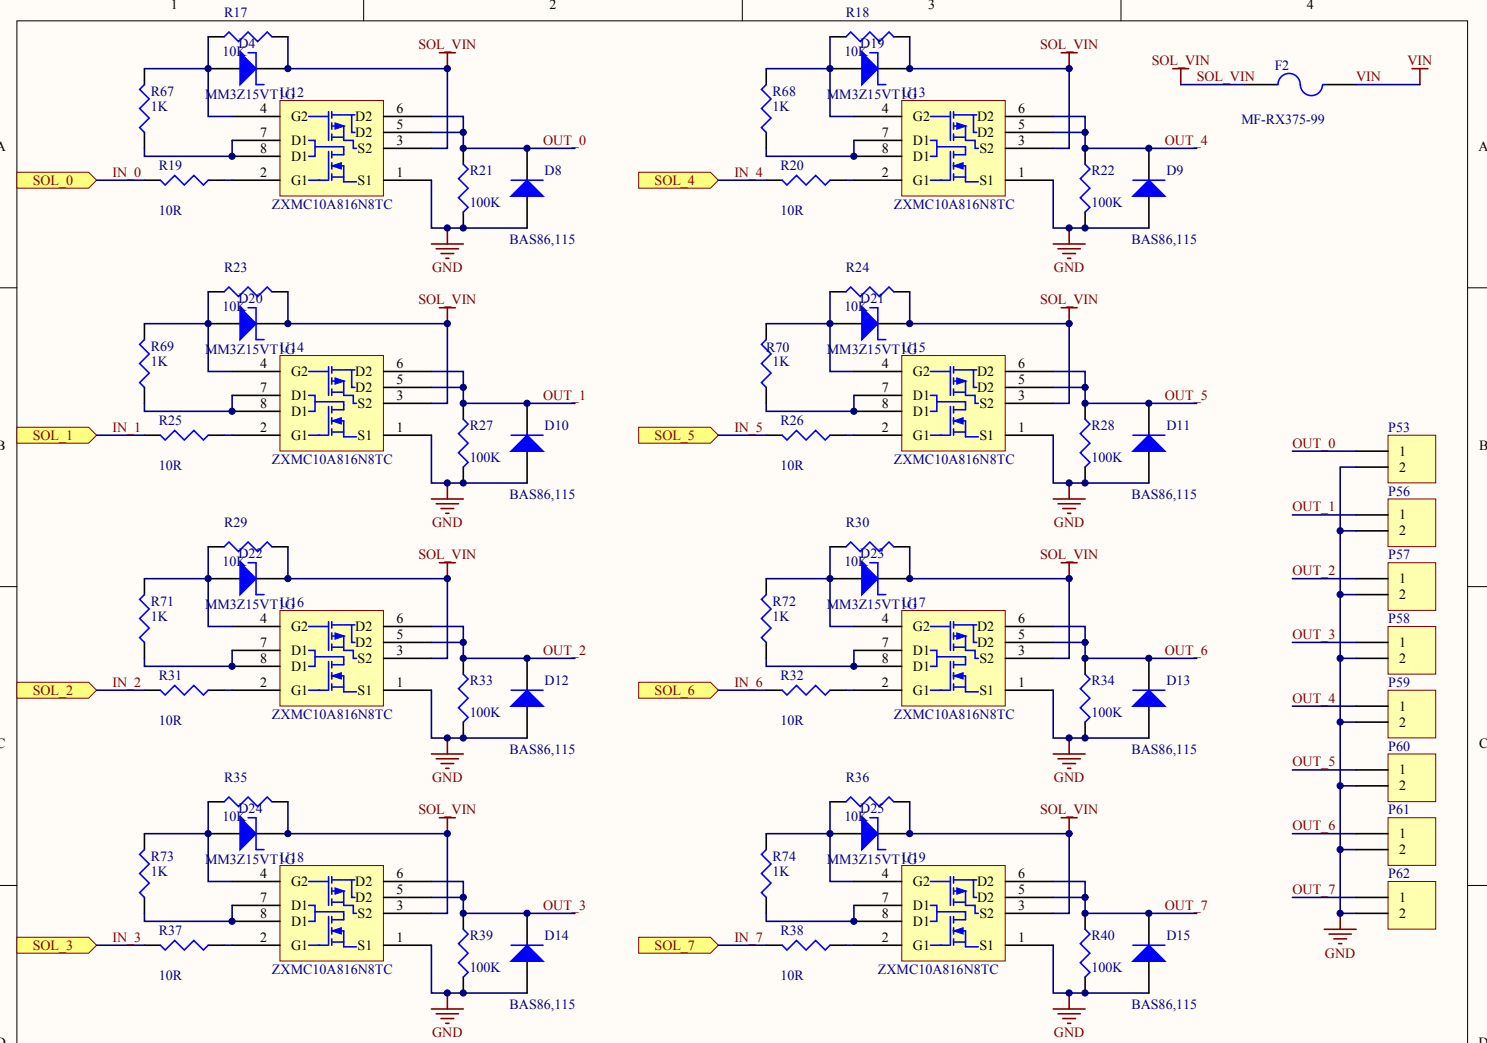 1
2
3
4
A
A
B
B
C
C
D
D
R17
10K
D4
MM3Z15VT1G
SOL_VIN
R67
1K
U12
4
7
8
2
G2
D1
D1
G1
D2
D2
S2
S1
6
5
3
1
SOL_0
IN_0
R19
10R
ZXMC10A816N8TC
OUT_0
R21
100K
D8
BAS86,115
GND
R18
10K
D19
MM3Z15VT1G
SOL_VIN
R68
1K
U13
4
7
8
2
G2
D1
D1
G1
D2
D2
S2
S1
6
5
3
1
SOL_4
IN_4
R20
10R
ZXMC10A816N8TC
OUT_4
R22
100K
D9
BAS86,115
GND
SOL_VIN
SOL_VIN
F2
VIN
VIN
MF-RX375-99
R23
10K
D20
MM3Z15VT1G
SOL_VIN
R69
1K
U14
4
7
8
2
G2
D1
D1
G1
D2
D2
S2
S1
6
5
3
1
SOL_1
IN_1
R25
10R
ZXMC10A816N8TC
OUT_1
R27
100K
D10
BAS86,115
GND
R24
10K
D21
MM3Z15VT1G
SOL_VIN
R70
1K
U15
4
7
8
2
G2
D1
D1
G1
D2
D2
S2
S1
6
5
3
1
SOL_5
IN_5
R26
10R
ZXMC10A816N8TC
OUT_5
R28
100K
D11
BAS86,115
GND
R29
10K
D22
MM3Z15VT1G
SOL_VIN
R71
1K
U16
4
7
8
2
G2
D1
D1
G1
D2
D2
S2
S1
6
5
3
1
SOL_2
IN_2
R31
10R
ZXMC10A816N8TC
OUT_2
R33
100K
D12
BAS86,115
GND
R30
10K
D23
MM3Z15VT1G
SOL_VIN
R72
1K
U17
4
7
8
2
G2
D1
D1
G1
D2
D2
S2
S1
6
5
3
1
SOL_6
IN_6
R32
10R
ZXMC10A816N8TC
OUT_6
R34
100K
D13
BAS86,115
GND
R35
10K
D24
MM3Z15VT1G
SOL_VIN
R73
1K
U18
4
7
8
2
G2
D1
D1
G1
D2
D2
S2
S1
6
5
3
1
SOL_3
IN_3
R37
10R
ZXMC10A816N8TC
OUT_3
R39
100K
D14
BAS86,115
GND
R36
10K
D25
MM3Z15VT1G
SOL_VIN
R74
1K
U19
4
7
8
2
G2
D1
D1
G1
D2
D2
S2
S1
6
5
3
1
SOL_7
IN_7
R38
10R
ZXMC10A816N8TC
OUT_7
R40
100K
D15
BAS86,115
GND
P53
OUT_0
1
2
P56
OUT_1
1
2
P57
OUT_2
1
2
P58
OUT_3
1
2
P59
OUT_4
1
2
P60
OUT_5
1
2
P61
OUT_6
1
2
P62
OUT_7
1
2
GND